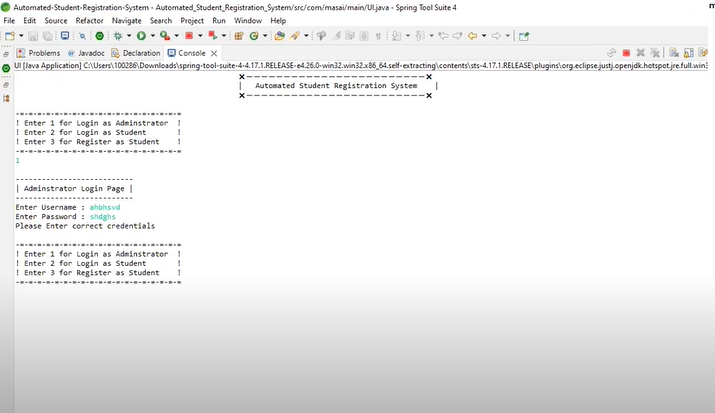 Automated-Student-Registration-System - Automated_Student_Registration_System/src/com/masai/main/UI.java - Spring Tool Suite 4
File Edit Source Refactor Navigate Search Project Run Window Help
Problems @ Javadoc Declaration Console
UI [Java Application] C:\Users\100286\Downloads\spring-tool-suite-4-4.17.1.RELEASE-e4.26.0-win32.win32.x86_64.self-extracting\contents\sts-4.17.1.RELEASE\plugins\org.eclipse.justj.openjdk.hotspot.jre.full.win3
| Automated Student Registration System |
-=-=-=-=-=-=-=-=-=-=-=-=-=-=-=-=-=-=-=
! Enter 1 for Login as Adminstrator !
! Enter 2 for Login as Student !
! Enter 3 for Register as Student !
-=-=-=-=-=-=-=-=-=-=-=-=-=-=-=-=-=-=-=
1
---------------------------
| Adminstrator Login Page |
---------------------------
Enter Username : ahbhsvd
Enter Password : shdghs
Please Enter correct credentials
-=-=-=-=-=-=-=-=-=-=-=-=-=-=-=-=-=-=-=
! Enter 1 for Login as Adminstrator !
! Enter 2 for Login as Student !
! Enter 3 for Register as Student !
-=-=-=-=-=-=-=-=-=-=-=-=-=-=-=-=-=-=-=